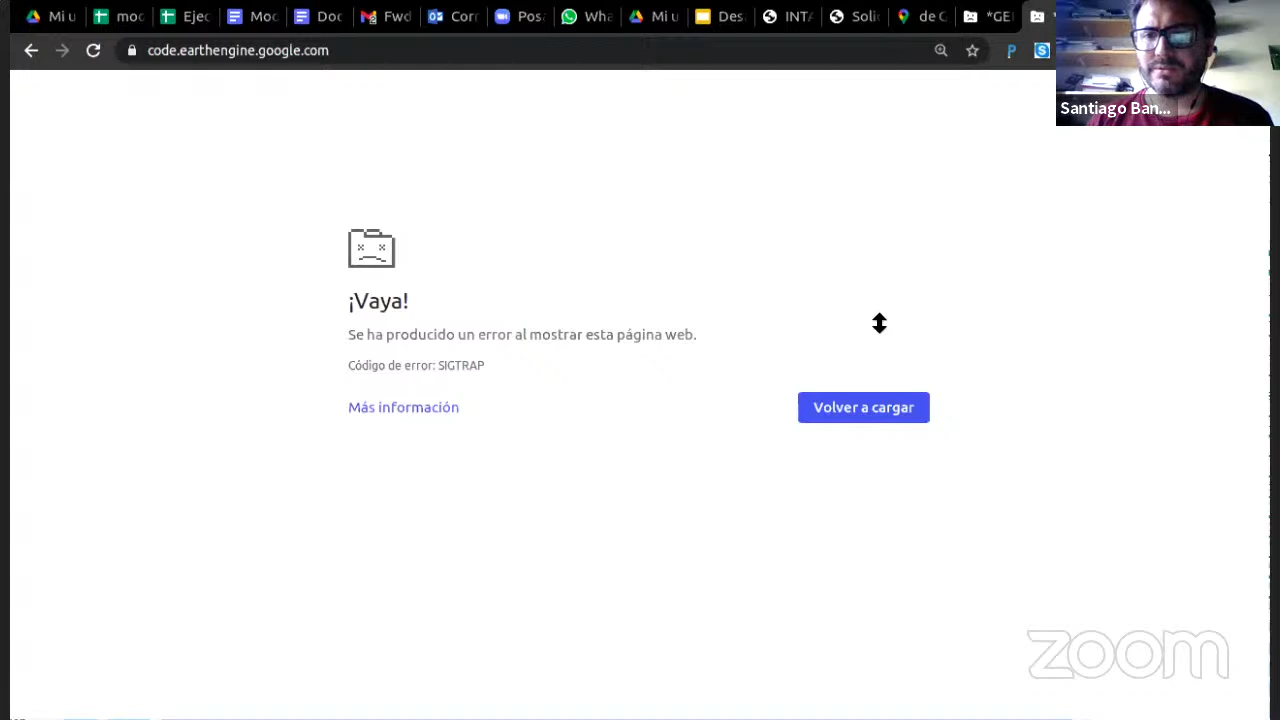 Mi u
moc
Ejec
Moc
Doc
Fwd
Corr
Posa
Wha
Mi u
Des
INTA
Soli
de C
*GEI
code.earthengine.google.com
Santiago Ban...
¡Vaya!
Se ha producido un error al mostrar esta página web.
Código de error: SIGTRAP
Más información
Volver a cargar
zoom